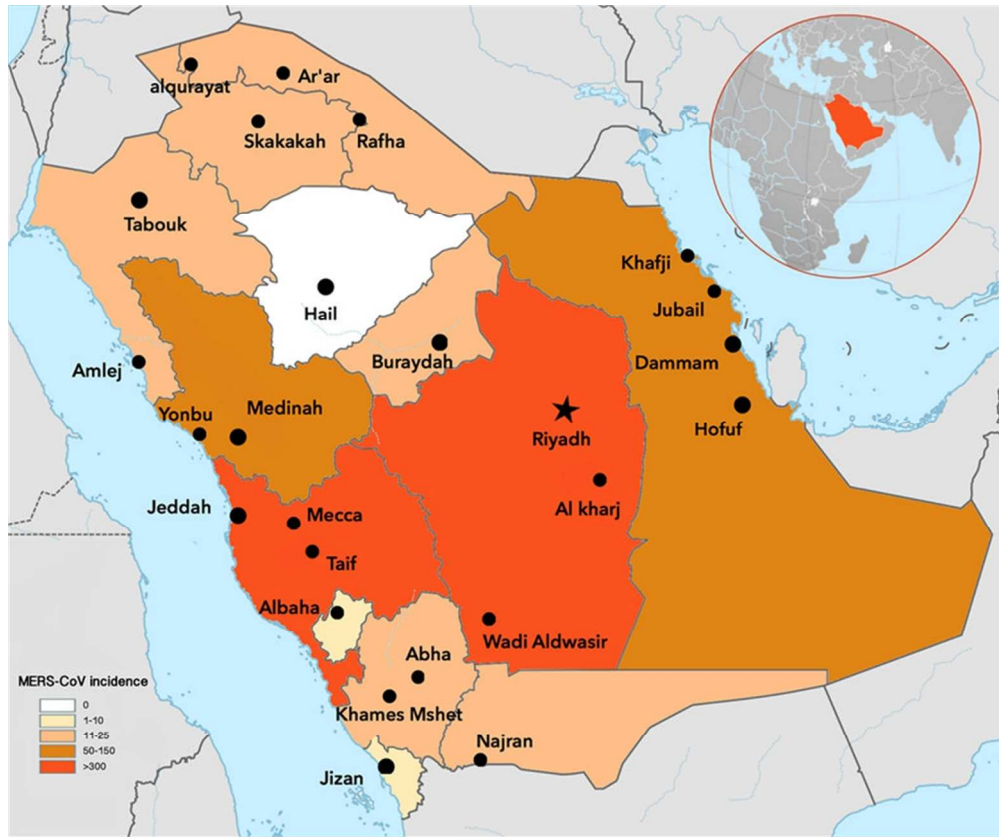 alqurayat
Ar'ar
Skakakah
Rafha
Tabouk
Hail
Khafji
Jubail
Buraydah
Dammam
Amlej
Yonbu
Medinah
Riyadh
Hofuf
Jeddah
Mecca
Al kharj
Taif
Albaha
Wadi Aldwasir
Abha
Khames Mshet
Najran
Jizan
MERS-CoV incidence
0
1-10
11-25
50-150
>300